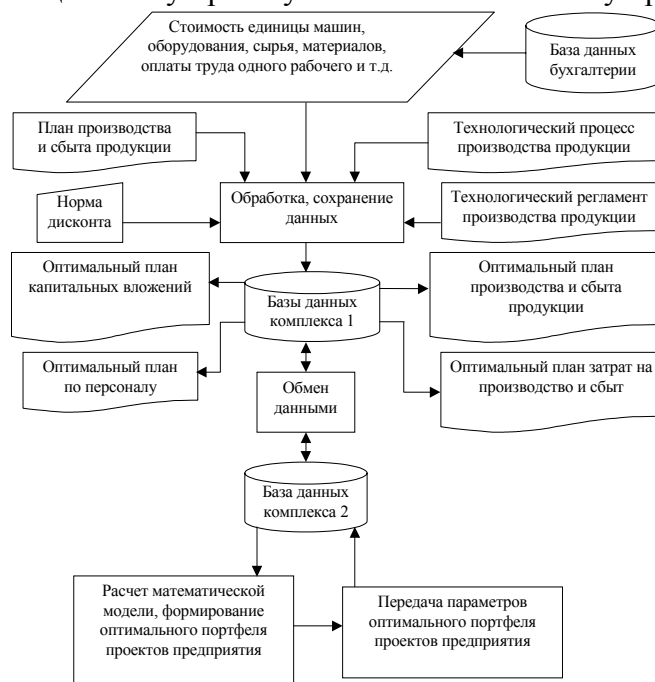 Стоимость единицы машин,
оборудования, сырья, материалов,
оплаты труда одного рабочего и т.д.
База данных
бухгалтерии
План производства
и сбыта продукции
Технологический процесс
производства продукции
Норма
дисконта
Обработка, сохранение
данных
Технологический регламент
производства продукции
Оптимальный план
капитальных вложений
Базы данных
комплекса 1
Оптимальный план
производства и сбыта
продукции
Оптимальный план
по персоналу
Обмен
данными
Оптимальный план затрат на
производство и сбыт
База данных
комплекса 2
Расчет математической
модели, формирование
оптимального портфеля
проектов предприятия
Передача параметров
оптимального портфеля
проектов предприятия